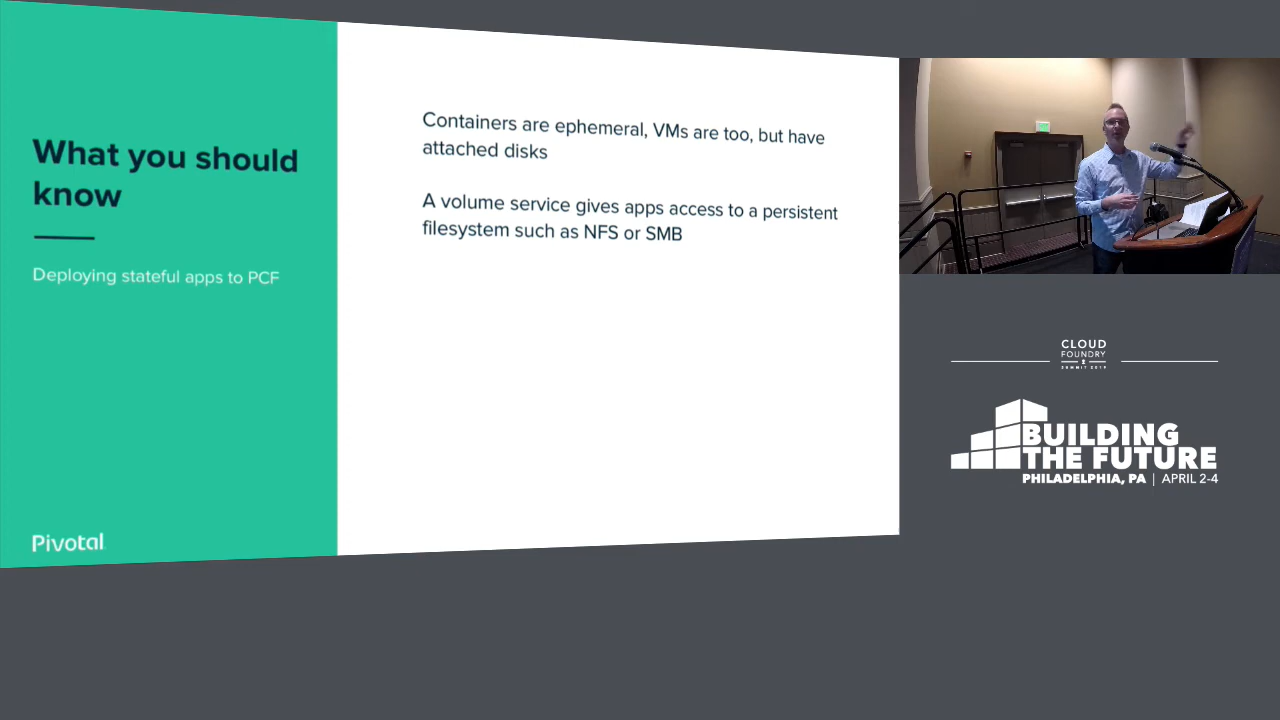 What you should
know
Deploying stateful apps to PCF
Pivotal
Containers are ephemeral, VMs are too, but have
attached disks
A volume service gives apps access to a persistent
filesystem such as NFS or SMB
CLOUD
FOUNDRY
SUMMIT 2019
BUILDING
THE FUTURE
PHILADELPHIA, PA | APRIL 2-4